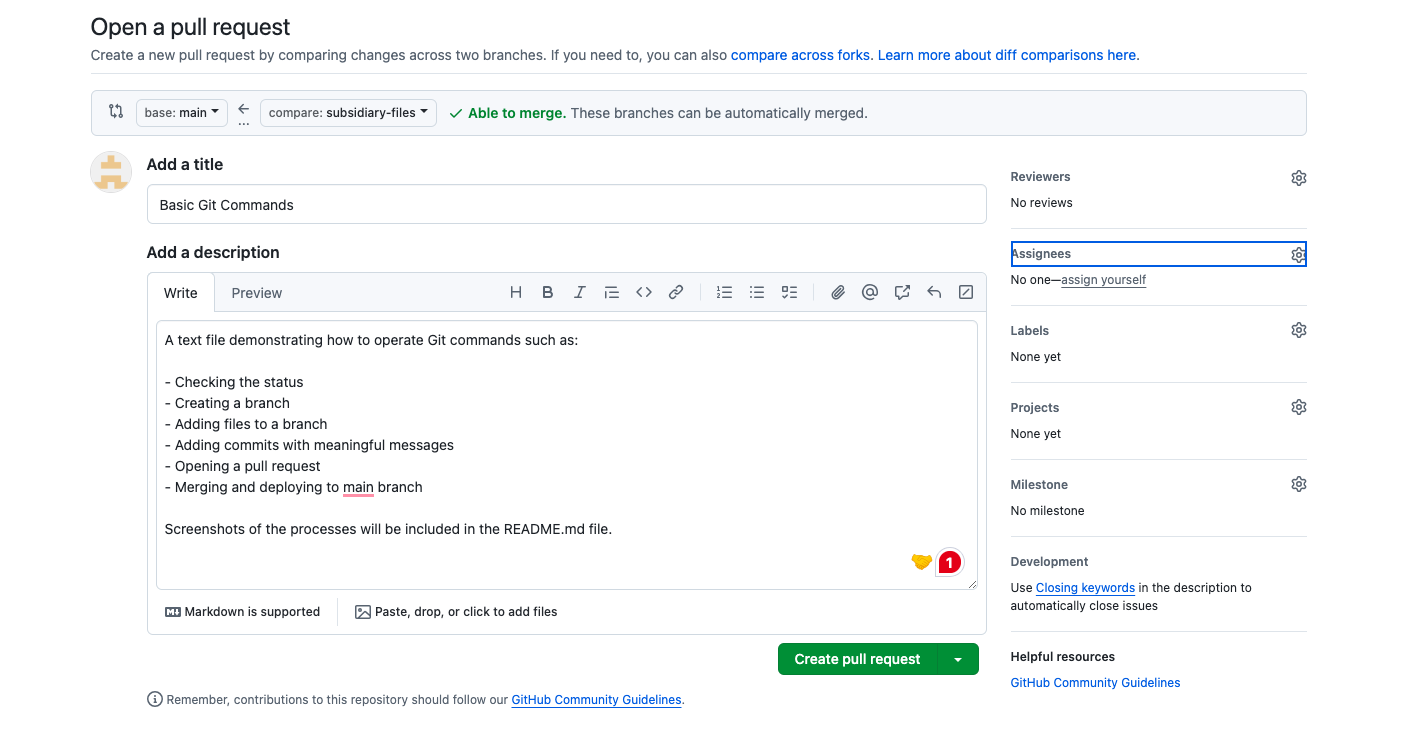 Open a pull request
Create a new pull request by comparing changes across two branches. If you need to, you can also compare across forks. Learn more about diff comparisons here.
base: main
compare: subsidiary-files
Able to merge. These branches can be automatically merged.
Add a title
Basic Git Commands
Add a description
Write
Preview
A text file demonstrating how to operate Git commands such as:
- Checking the status
- Creating a branch
- Adding files to a branch
- Adding commits with meaningful messages
- Opening a pull request
- Merging and deploying to main branch
Screenshots of the processes will be included in the README.md file.
1
Markdown is supported
Paste, drop, or click to add files
Create pull request
Remember, contributions to this repository should follow our GitHub Community Guidelines.
Reviewers
No reviews
Assignees
No one—assign yourself
Labels
None yet
Projects
None yet
Milestone
No milestone
Development
Use Closing keywords in the description to
automatically close issues
Helpful resources
GitHub Community Guidelines